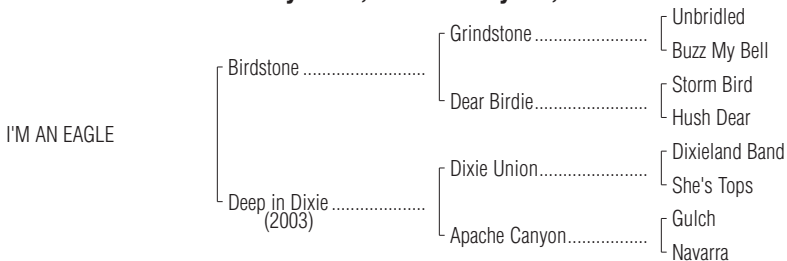 Unbridled
Grindstone
Buzz My Bell
Birdstone
Storm Bird
Dear Birdie
Hush Dear
I'M AN EAGLE
Dixieland Band
Dixie Union
She's Tops
Deep in Dixie
(2003)
Gulch
Apache Canyon
Navarra